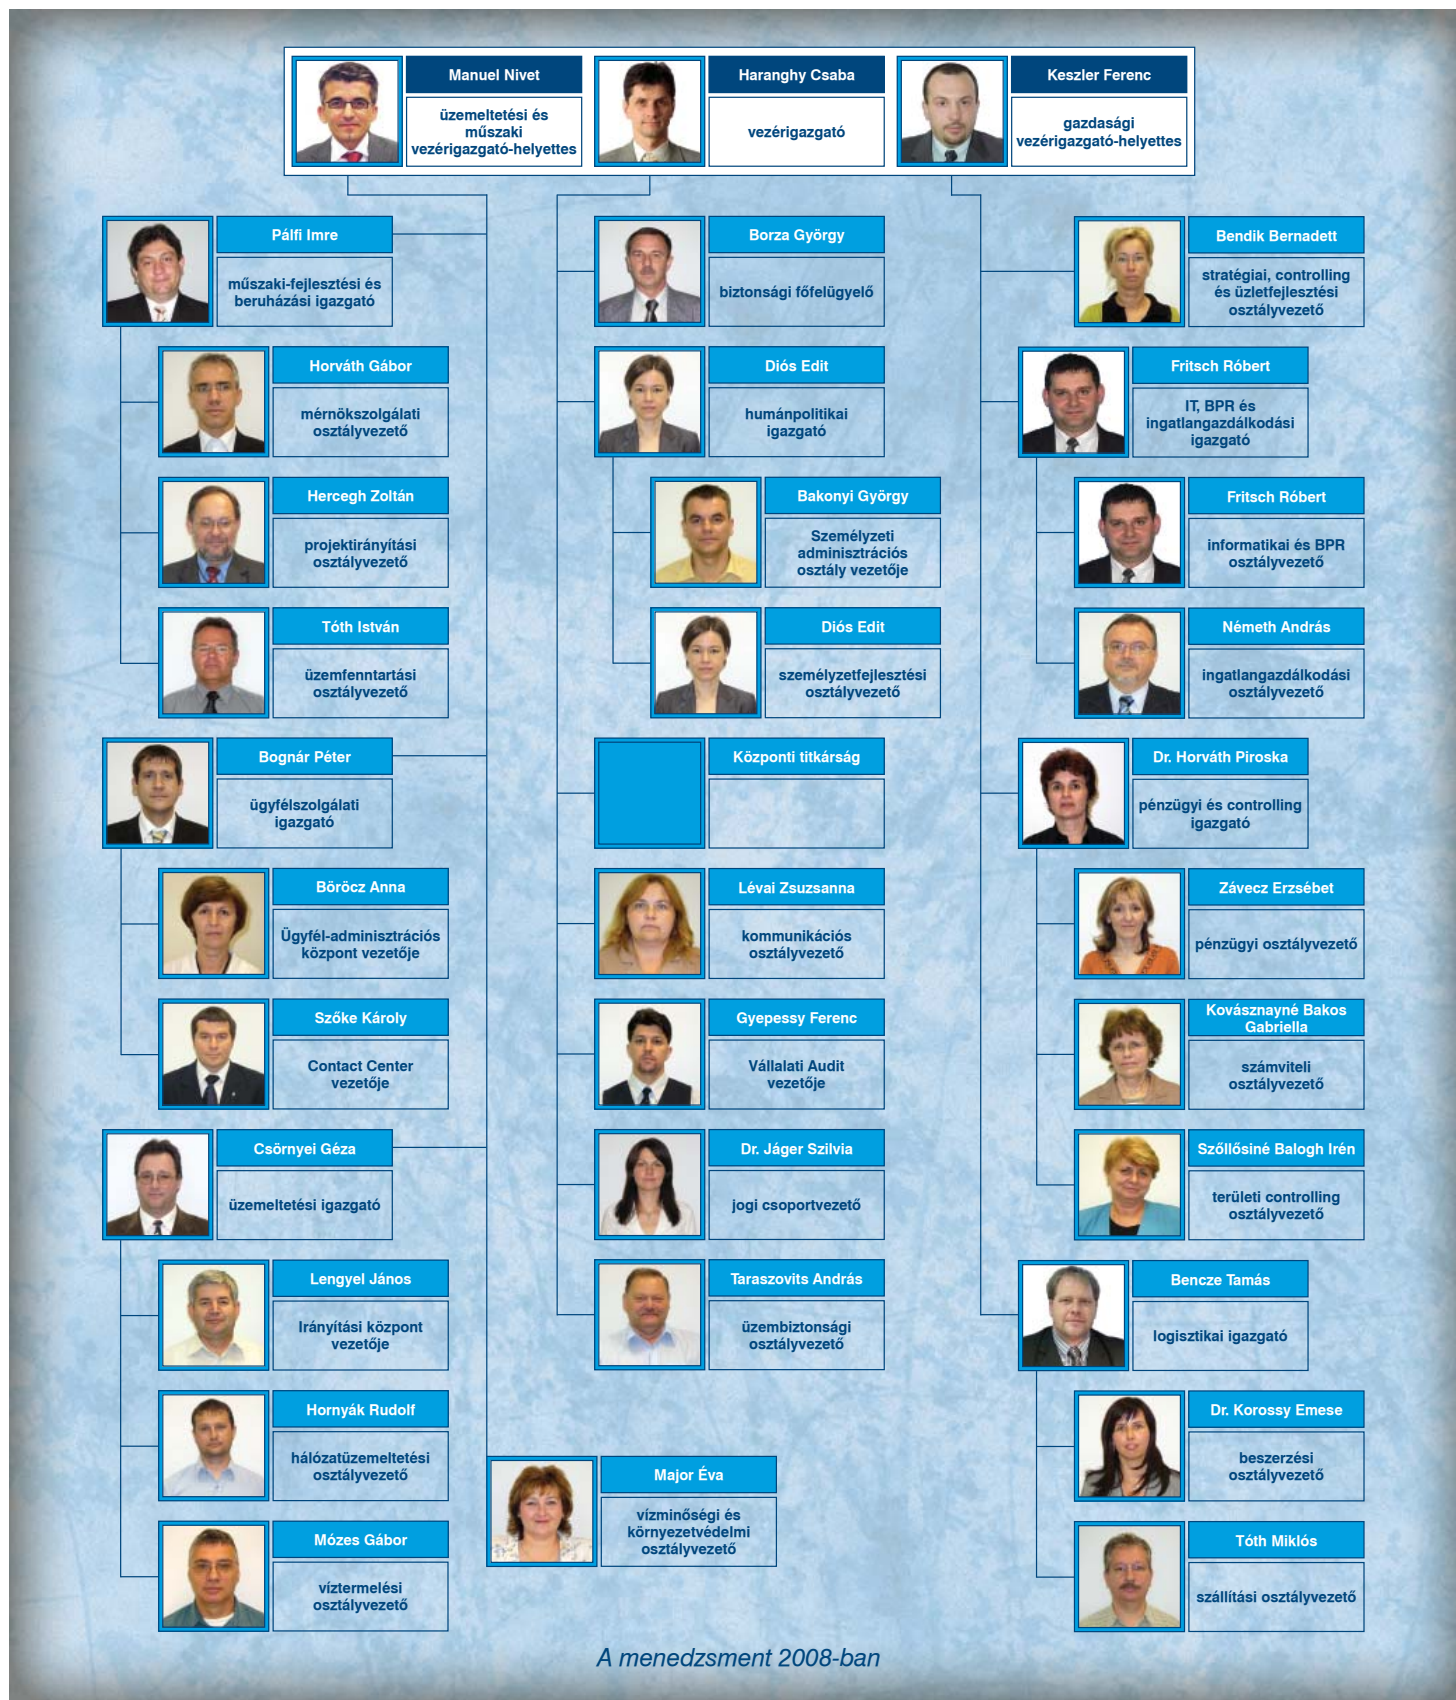 Manuel Nivet
üzemeltetési és
műszaki
vezérigazgató-helyettes
Haranghy Csaba
vezérigazgató
Keszler Ferenc
gazdasági
vezérigazgató-helyettes
Pálfi Imre
műszaki-fejlesztési és
beruházási igazgató
Horváth Gábor
mérnökszolgálati
osztályvezető
Hercegh Zoltán
projektirányítási
osztályvezető
Tóth István
üzemfenntartási
osztályvezető
Bognár Péter
ügyfélszolgálati
igazgató
Böröcz Anna
Ügyfél-adminisztrációs
központ vezetője
Szőke Károly
Contact Center
vezetője
Csörnyei Géza
üzemeltetési igazgató
Lengyel János
Irányítási központ
vezetője
Hornyák Rudolf
hálózatüzemeltetési
osztályvezető
Mózes Gábor
víztermelési
osztályvezető
Borza György
biztonsági főfelügyelő
Diós Edit
humánpolitikai
igazgató
Bakonyi György
Személyzeti
adminisztrációs
osztály vezetője
Diós Edit
személyzetfejlesztési
osztályvezető
Központi titkárság
Lévai Zsuzsanna
kommunikációs
osztályvezető
Gyepessy Ferenc
Vállalati Audit
vezetője
Dr. Jáger Szilvia
jogi csoportvezető
Taraszovits András
üzembiztonsági
osztályvezető
Major Éva
vízminőségi és
környezetvédelmi
osztályvezető
Bendik Bernadett
stratégiai, controlling
és üzletfejlesztési
osztályvezető
Fritsch Róbert
IT, BPR és
ingatlangazdálkodási
igazgató
Fritsch Róbert
informatikai és BPR
osztályvezető
Németh András
ingatlangazdálkodási
osztályvezető
Dr. Horváth Piroska
pénzügyi és controlling
igazgató
Závecz Erzsébet
pénzügyi osztályvezető
Kovásznayné Bakos
Gabriella
számviteli
osztályvezető
Szőllősiné Balogh Irén
területi controlling
osztályvezető
Bencze Tamás
logisztikai igazgató
Dr. Korossy Emese
beszerzési
osztályvezető
Tóth Miklós
szállítási osztályvezető
A menedzsment 2008-ban